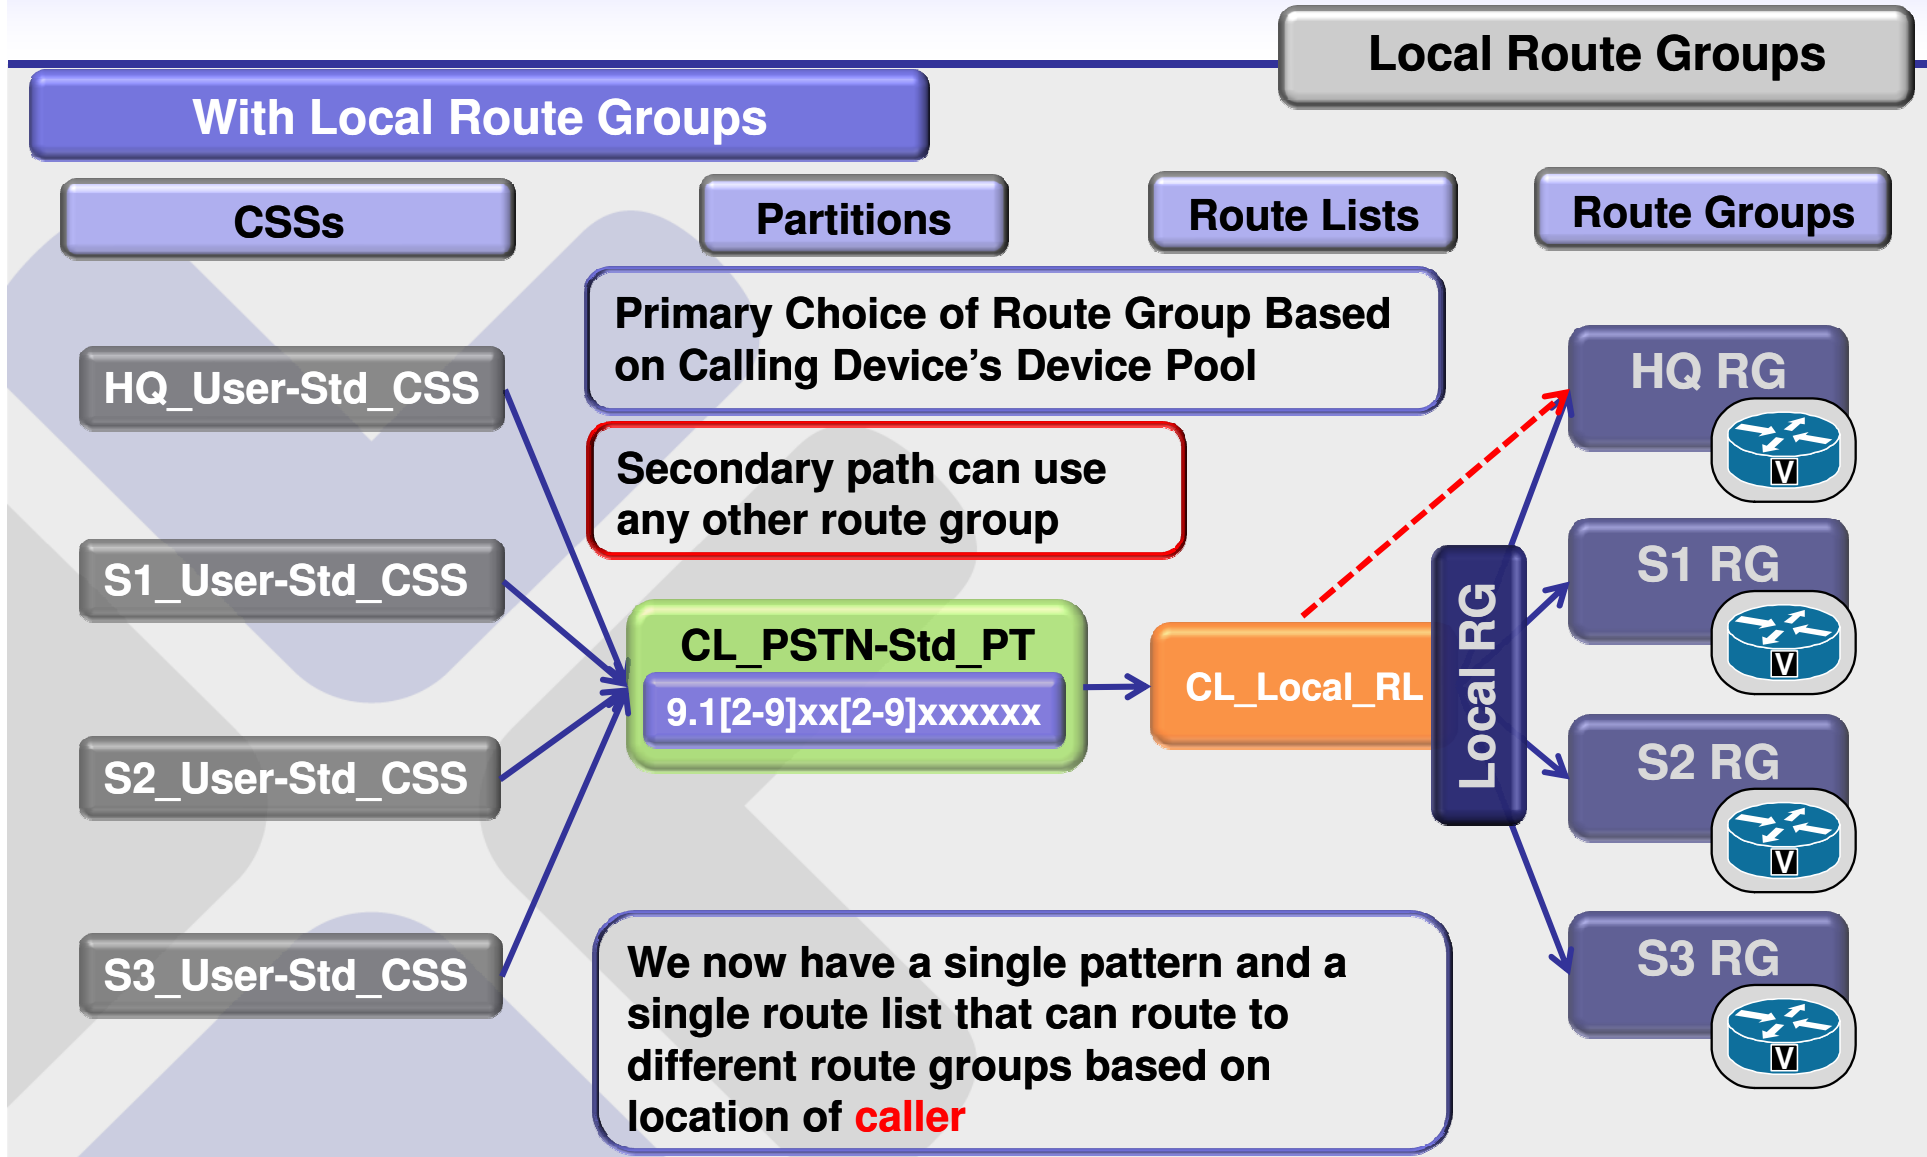 Local Route Groups
With Local Route Groups
CSSs
Partitions
Route Lists
Route Groups
Primary Choice of Route Group Based
on Calling Device’s Device Pool
Secondary path can use
any other route group
HQ_User-Std_CSS
S1_User-Std_CSS
S2_User-Std_CSS
S3_User-Std_CSS
CL_PSTN-Std_PT
9.1[2-9]xx[2-9]xxxxxx
CL_Local_RL
Local RG
HQ RG
V
S1 RG
V
S2 RG
V
S3 RG
V
We now have a single pattern and a
single route list that can route to
different route groups based on
location of caller